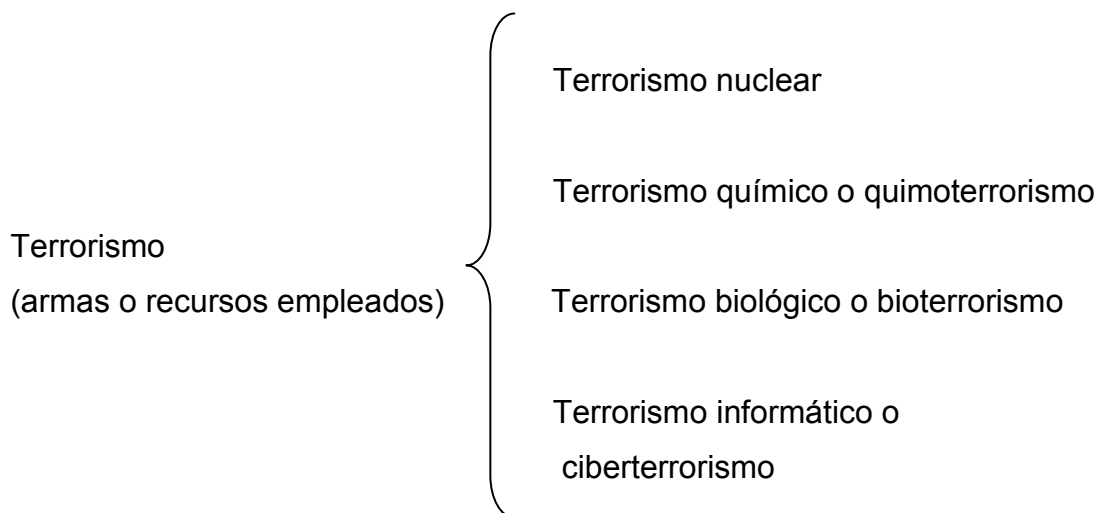 Terrorismo
(armas o recursos empleados)
Terrorismo nuclear
Terrorismo químico o quimoterrorismo
Terrorismo biológico o bioterrorismo
Terrorismo informático o
ciberterrorismo